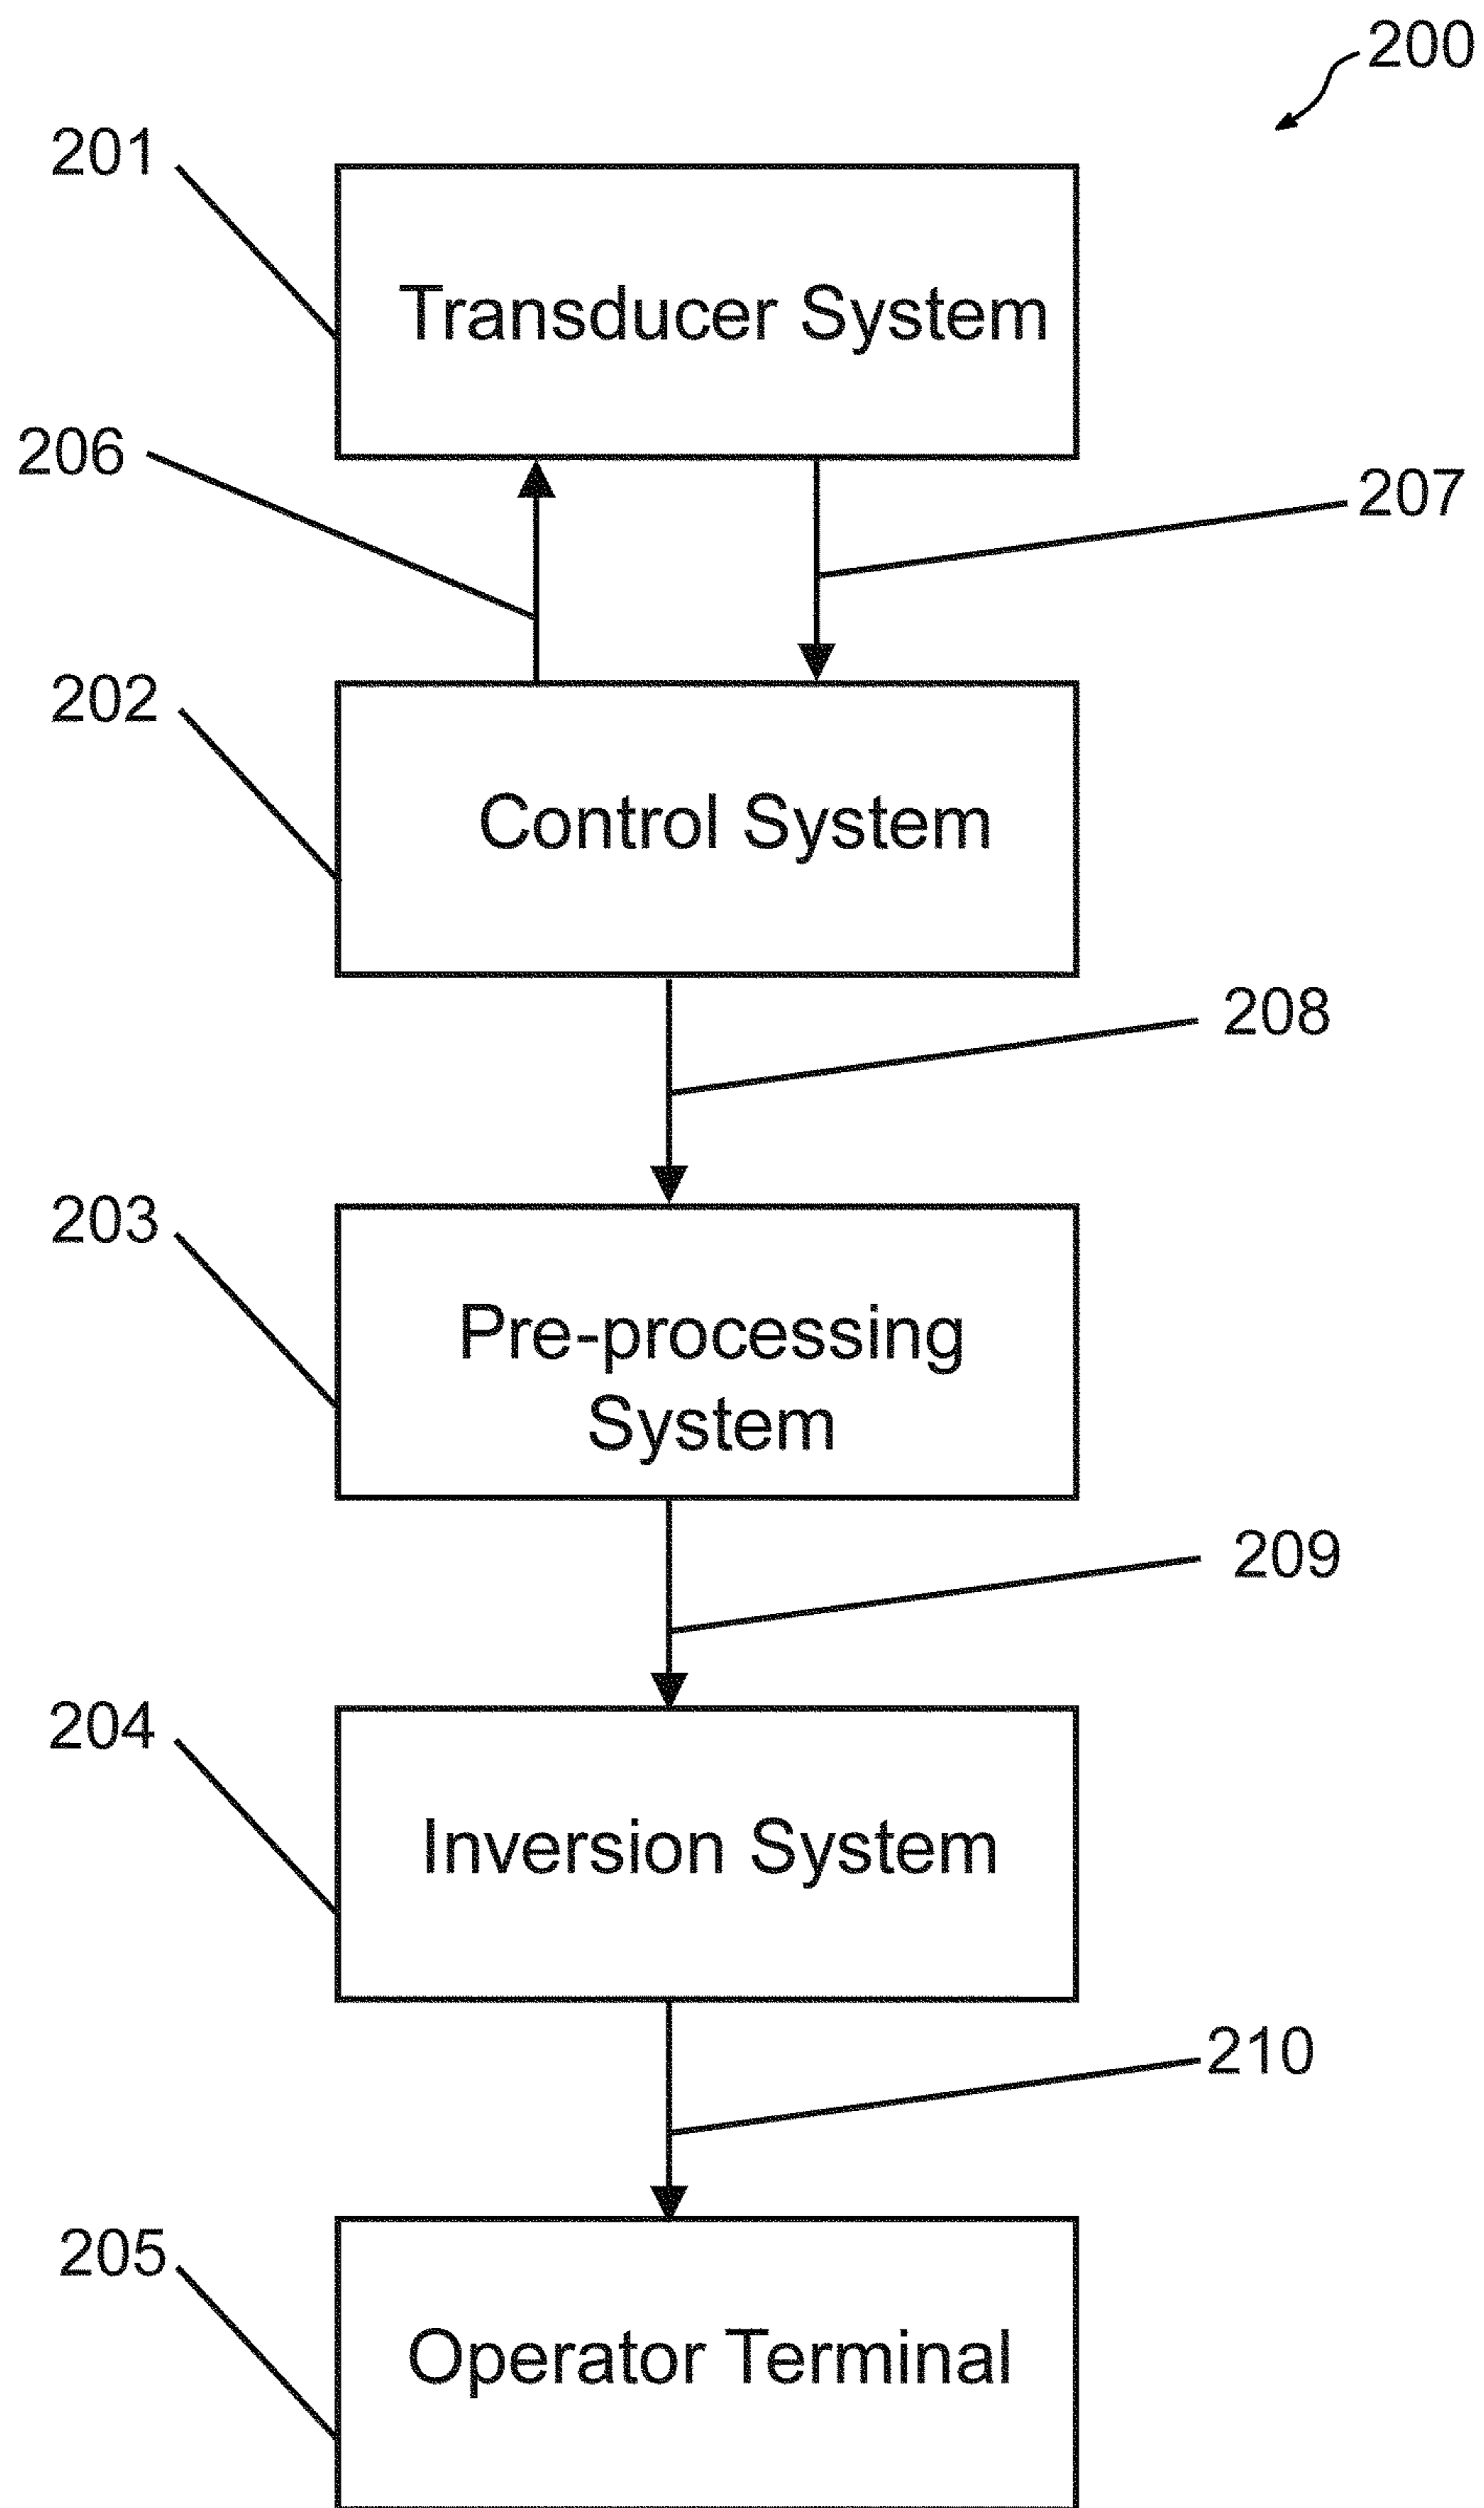 200
201
Transducer System
206
207
202
Control System
208
203
Pre-processing
System
209
204
Inversion System
210
205
Operator Terminal